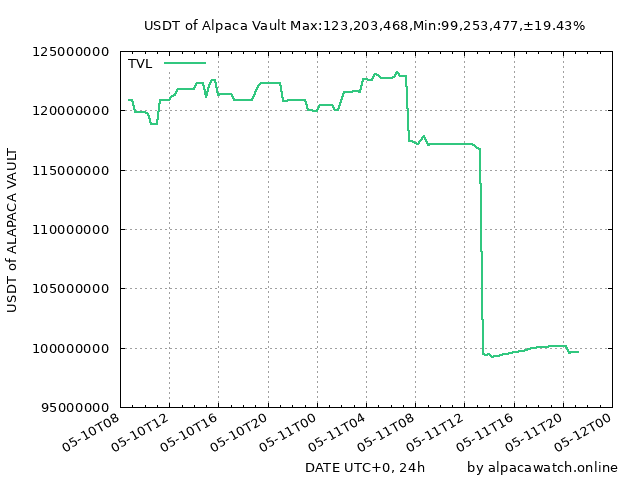 USDT of Alpaca Vault Max:123,203,468,Min:99,253,477,±19.43%
125000000
TVL
120000000
115000000
110000000
105000000
100000000
95000000
USDT of ALAPACA VAULT
05-10T08
05-10T12
05-10T16
05-10T20
05-11T00
05-11T04
05-11T08
05-11T12
05-11T16
05-11T20
05-12T00
DATE UTC+0, 24h
by alpacawatch.online